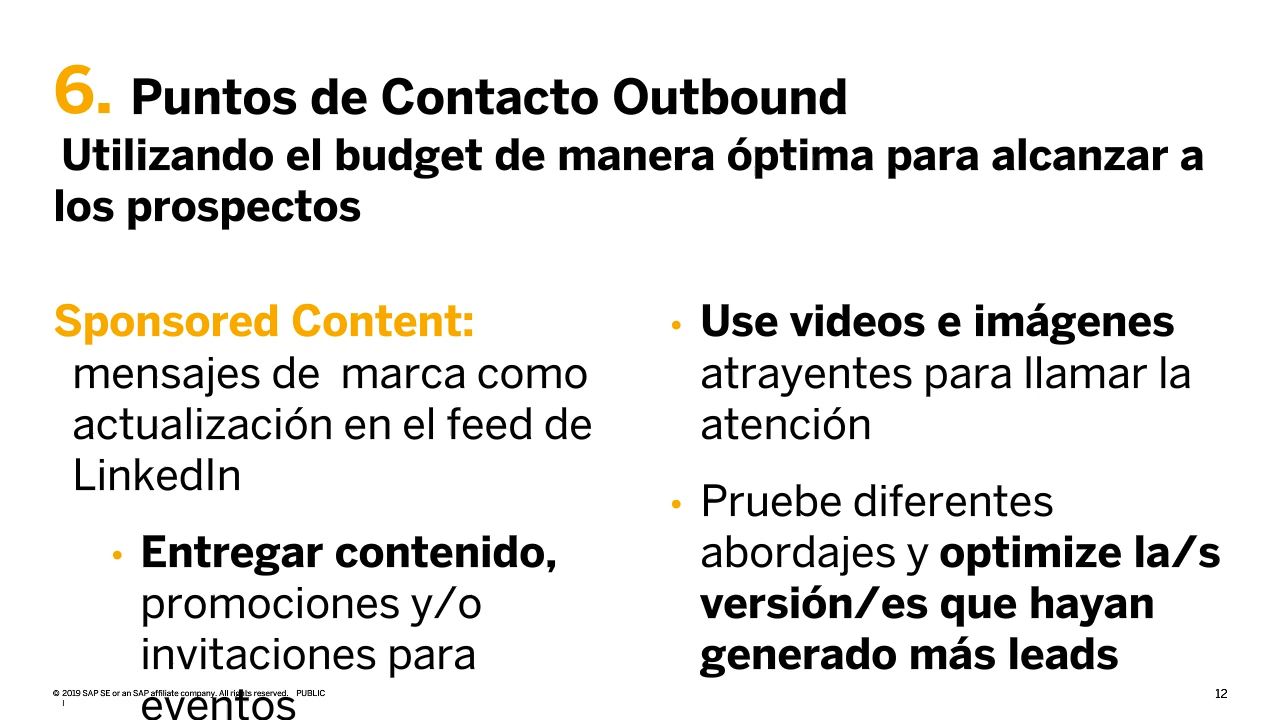 6. Puntos de Contacto Outbound
Utilizando el budget de manera óptima para alcanzar a
los prospectos
Sponsored Content:
mensajes de marca como
actualización en el feed de
LinkedIn
• Entregar contenido,
promociones y/o
invitaciones para
eventos
• Use videos e imágenes
atrayentes para llamar la
atención
• Pruebe diferentes
abordajes y optimize la/s
versión/es que hayan
generado más leads
© 2019 SAP SE or an SAP affiliate company. All rights reserved. PUBLIC
12